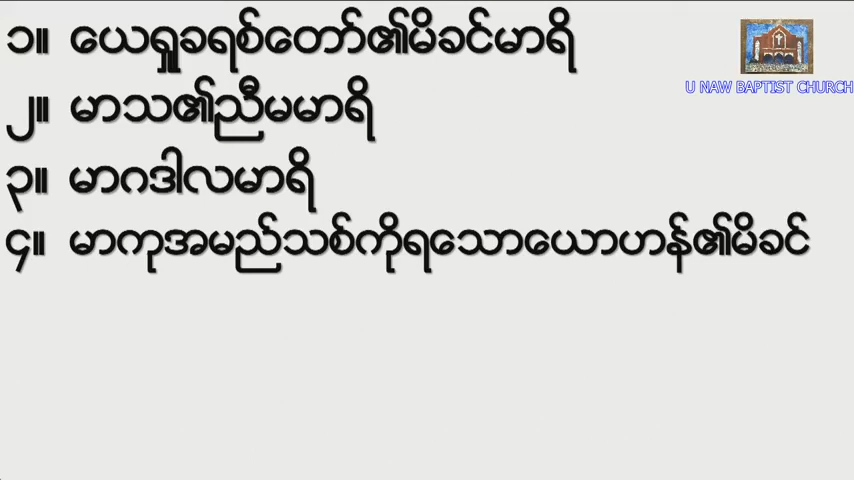 ၁။ ယေရှူခရစ်တော်၏မိခင်မာရိ
၂။ မာသ၏ညီမမာရိ
၃။ မာဂဒါလမာရိ
၄။ မာကုအမည်သစ်ကိုရသောယောဟန်၏မိခင်
U NAW BAPTIST CHURCH